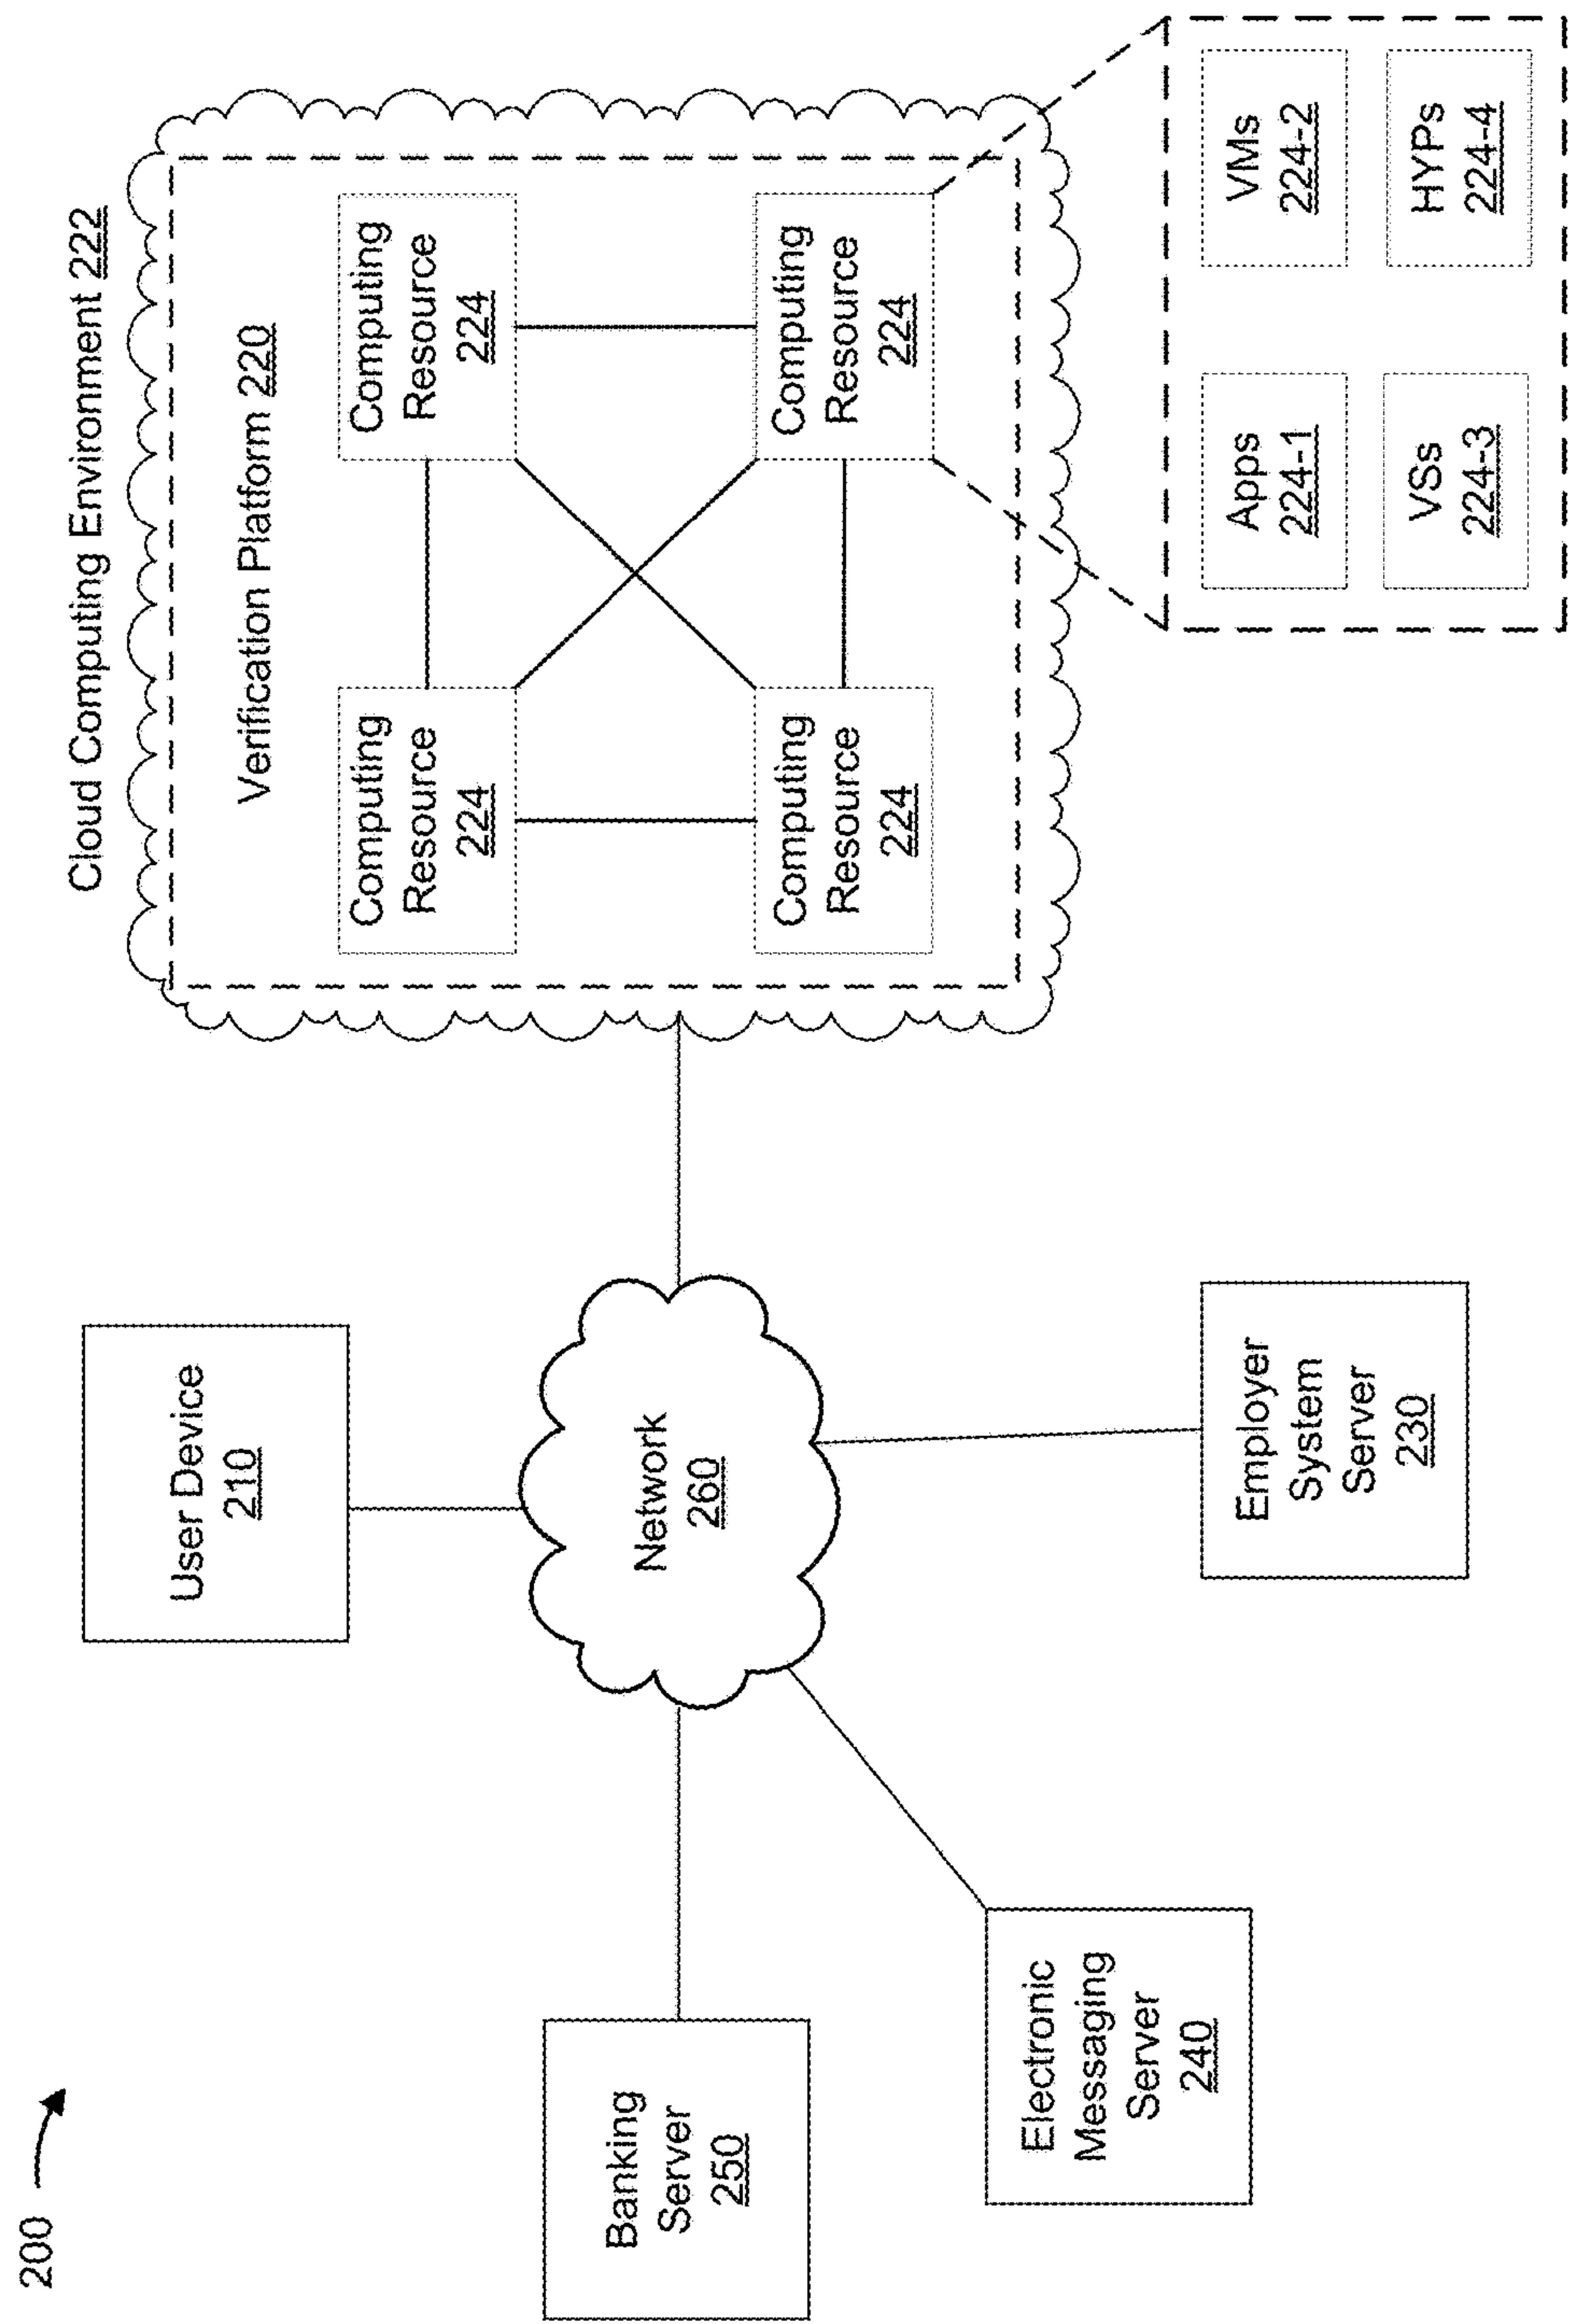 200
Cloud Computing Environment 222
User Device
210
Verification Platform 220
Computing
Resource
224
Computing
Resource
224
Banking
Server
250
Network
260
Computing
Resource
224
Computing
Resource
224
Electronic
Messaging
Server
240
Employer
System
Server
230
Apps
224-1
VMs
224-2
VSs
224-3
HYPs
224-4